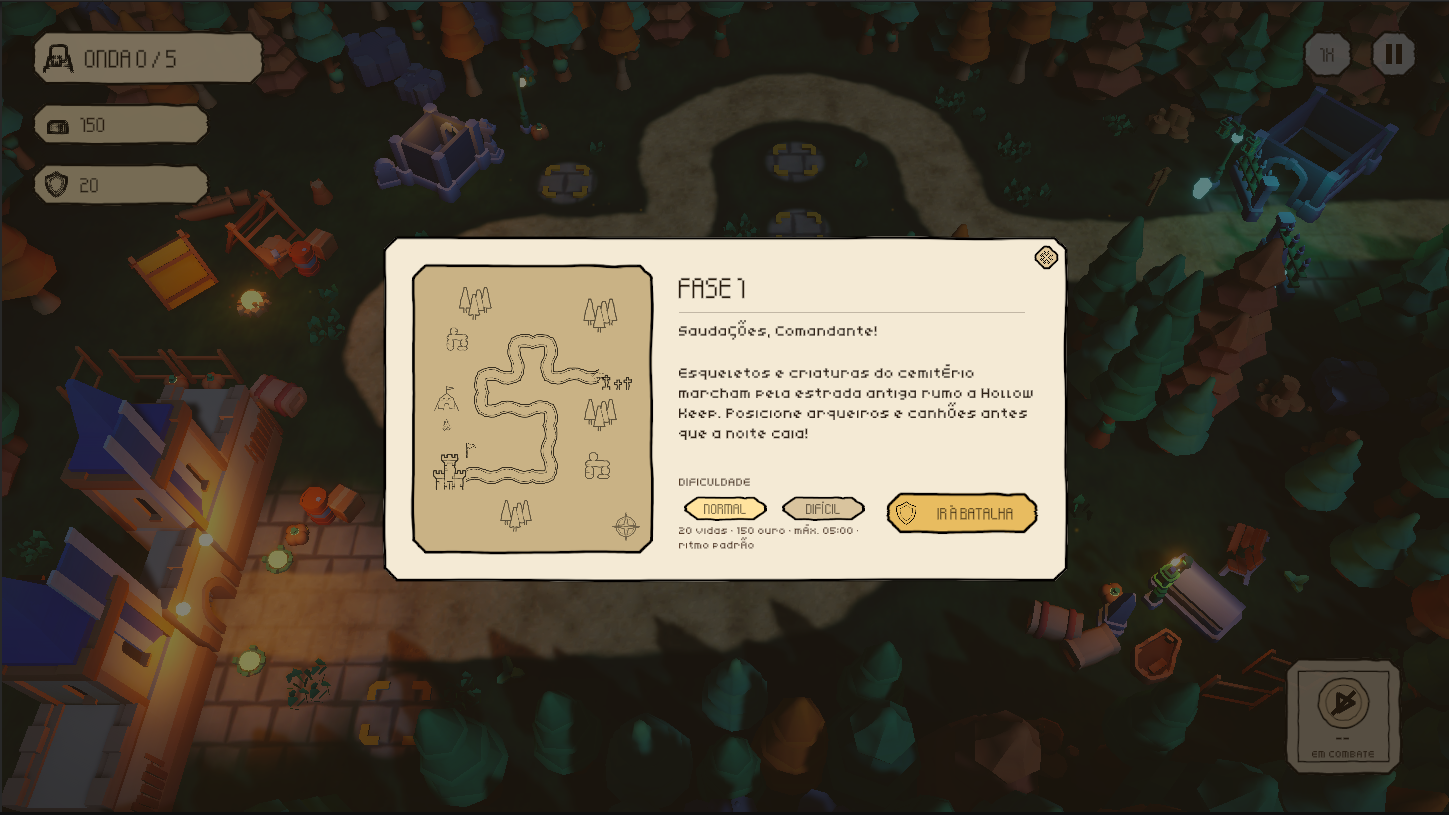 ONDA 0 / 5
1X
150
20
FASE 1
SaudaÇÕes, Comandante!
Esqueletos e criaturas do cemitÉrio
marcham pela estrada antiga rumo a Hollow
Keep. Posicione arqueiros e canhÕes antes
que a noite caia!
DIFICULDADE
NORMAL
DIFÍCIL
IR À BATALHA
20 vidas · 150 ouro · mÁx. 05:00 ·
ritmo padrÃo
--
EM COMBATE